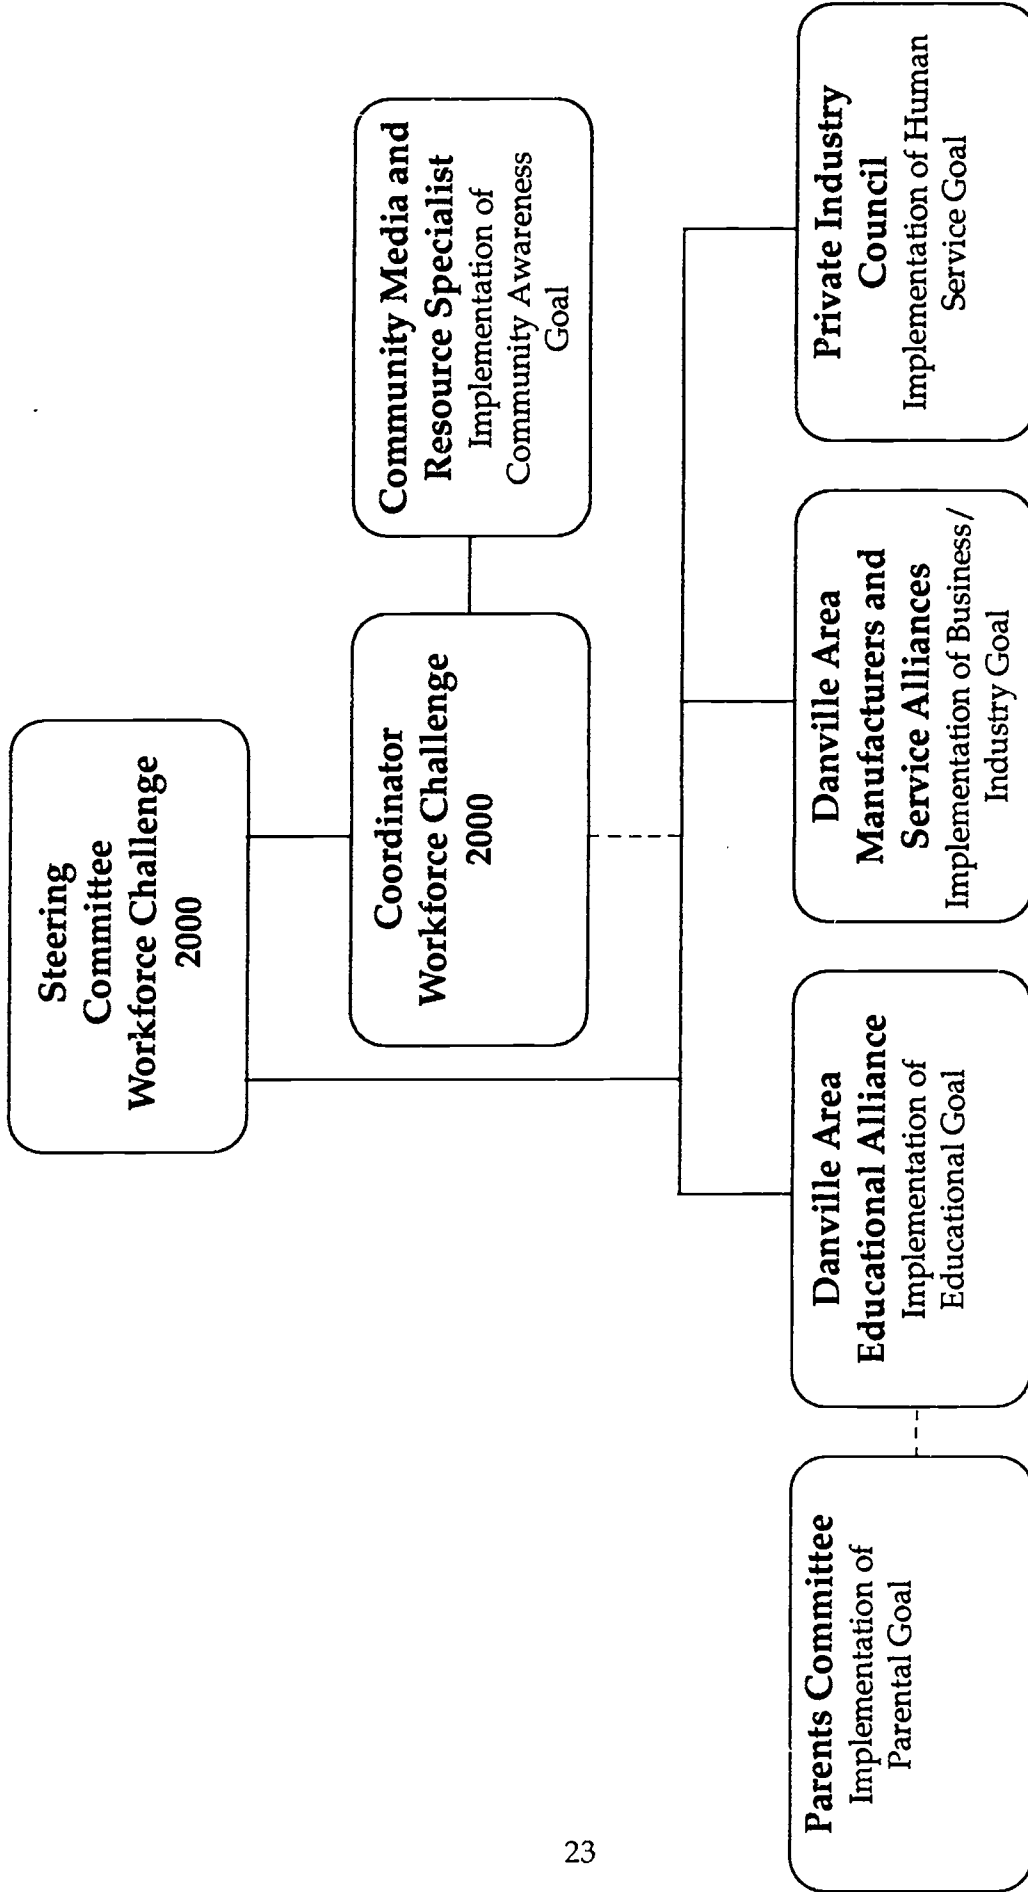 Steering
Committee
Workforce Challenge
2000
Coordinator
Workforce Challenge
2000
Community Media and
Resource Specialist
Implementation of
Community Awareness
Goal
Parents Committee
Implementation of
Parental Goal
Danville Area
Educational Alliance
Implementation of
Educational Goal
Danville Area
Manufacturers and
Service Alliances
Implementation of Business/
Industry Goal
Private Industry
Council
Implementation of Human
Service Goal
23